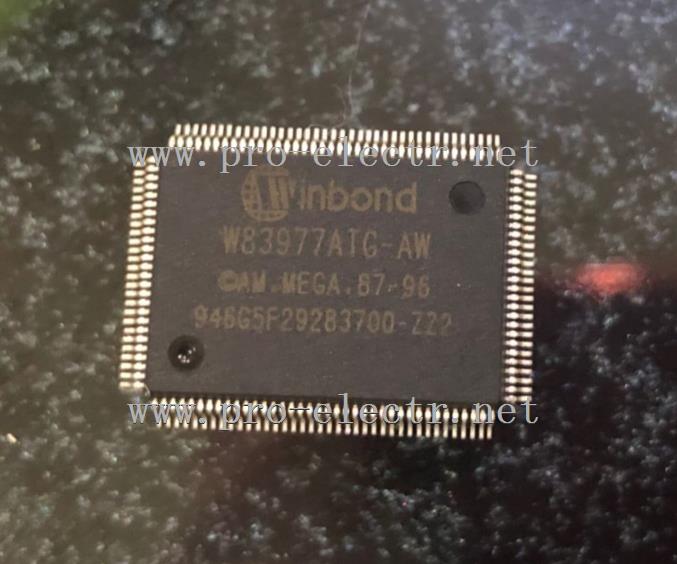 www.pro-electr.net
Winbond
W83977ATG-AW
©AM.MEGA.87-96
946G5F29283700-Z22
www.pro-electr.net